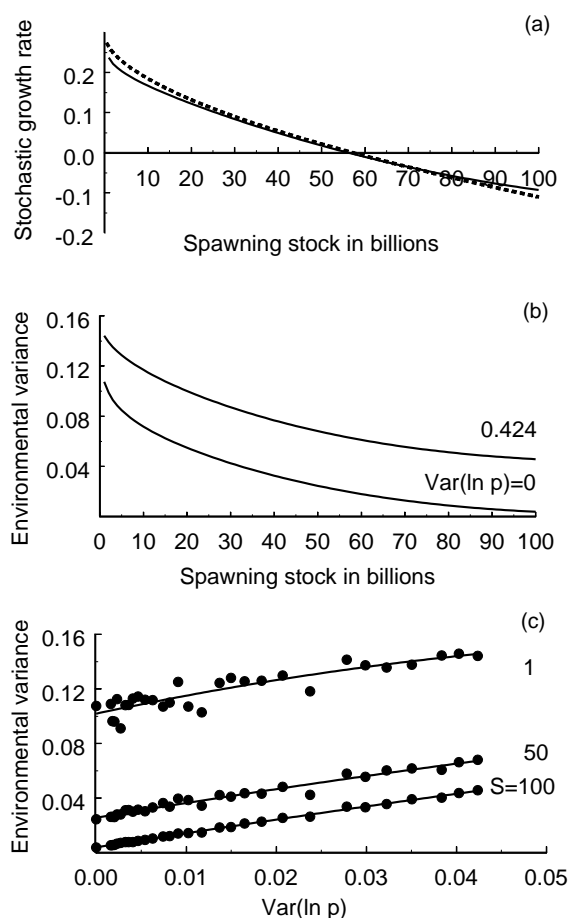 (a)
Stochastic growth rate
0.2
0.1
0.0
-0.1
-0.2
10 20 30 40 50 60 70 80 90 100
Spawning stock in billions
(b)
Environmental variance
0.16
0.12
0.08
0.04
0.424
Var(ln p)=0
0 10 20 30 40 50 60 70 80 90 100
Spawning stock in billions
(c)
Environmental variance
0.16
0.12
0.08
0.04
1
50
S=100
0.00 0.01 0.02 0.03 0.04 0.05
Var(ln p)